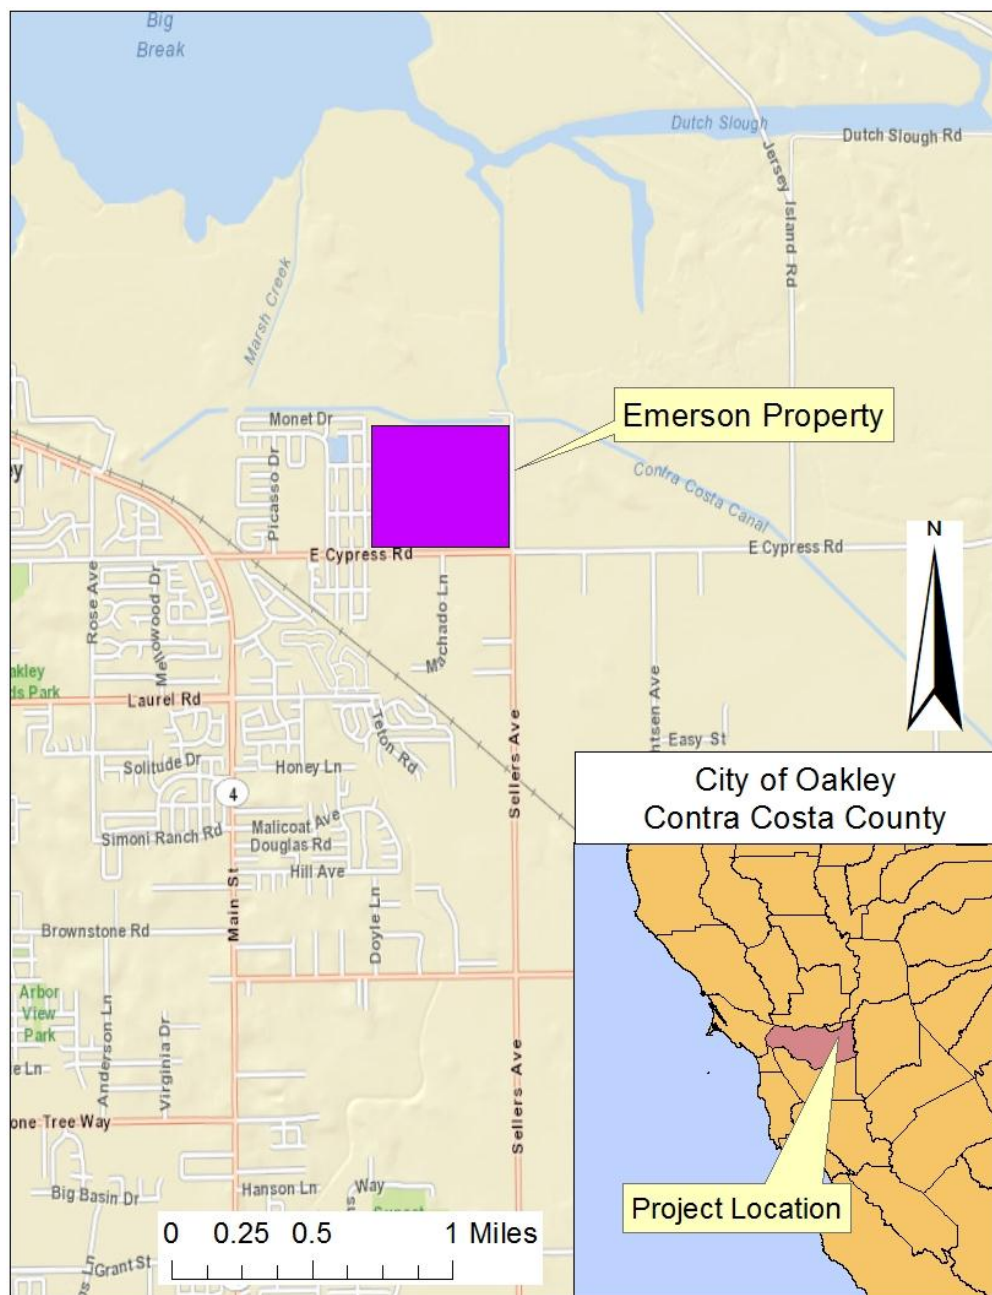 Big
Break
Dutch Slough
Dutch Slough Rd
Jersey Island Rd
Marsh Creek
Monet Dr
Emerson Property
Picasso Dr
Contra Costa Canal
E Cypress Rd
E Cypress Rd
N
Rose Ave
Mellowood Dr
Machado Ln
Laurel Rd
Teton Rd
Sellers Ave
Easy St
Solitude Dr
Honey Ln
4
Simoni Ranch Rd
Malicoat Ave
Douglas Rd
Hill Ave
City of Oakley
Contra Costa County
Main St
Brownstone Rd
Doyle Ln
Arbor
View
Park
Anderson Ln
Virginia Dr
Sellers Ave
one Tree Way
Big Basin Dr
Hanson Ln
Way
Project Location
0 0.25 0.5 1 Miles
Grant St